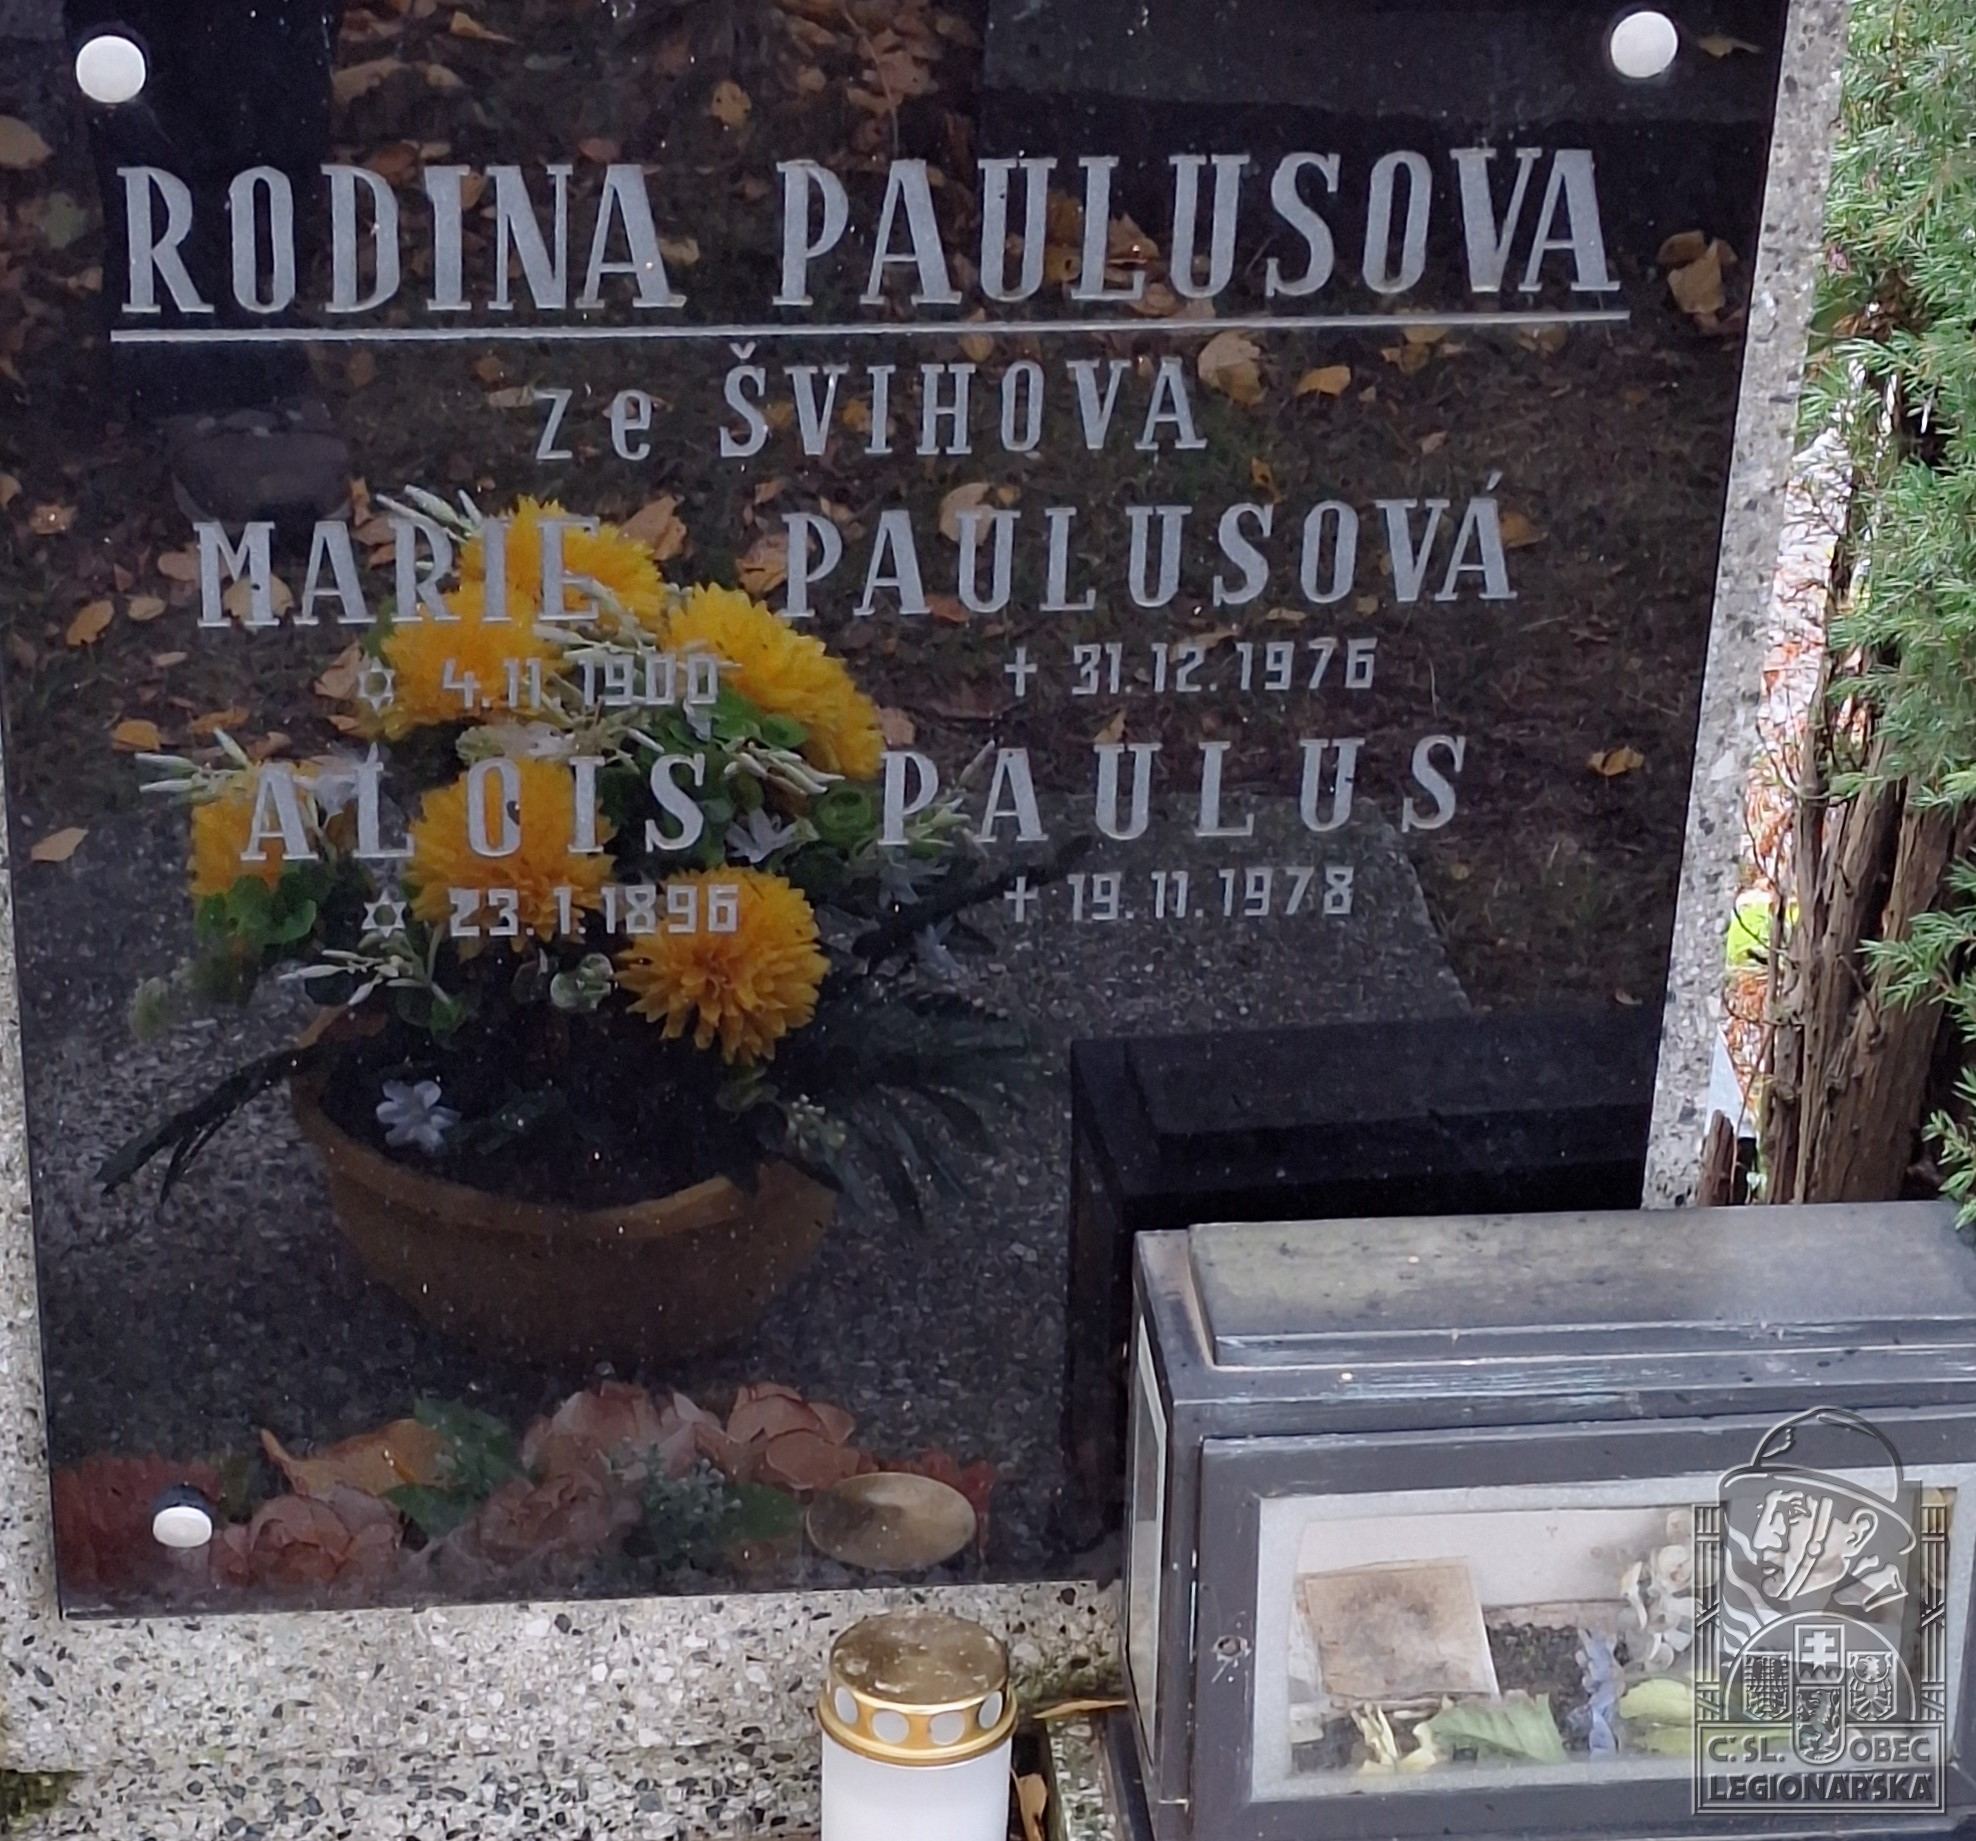 RODINA PAULUSOVA
ze ŠVIHOVA
MARIE PAULUSOVÁ
✡ 4.11.1900 † 31.12.1976
ALOIS PAULUS
✡ 23.1.1896 † 19.11.1978
Č.SL. OBEC
LEGIONÁŘSKÁ